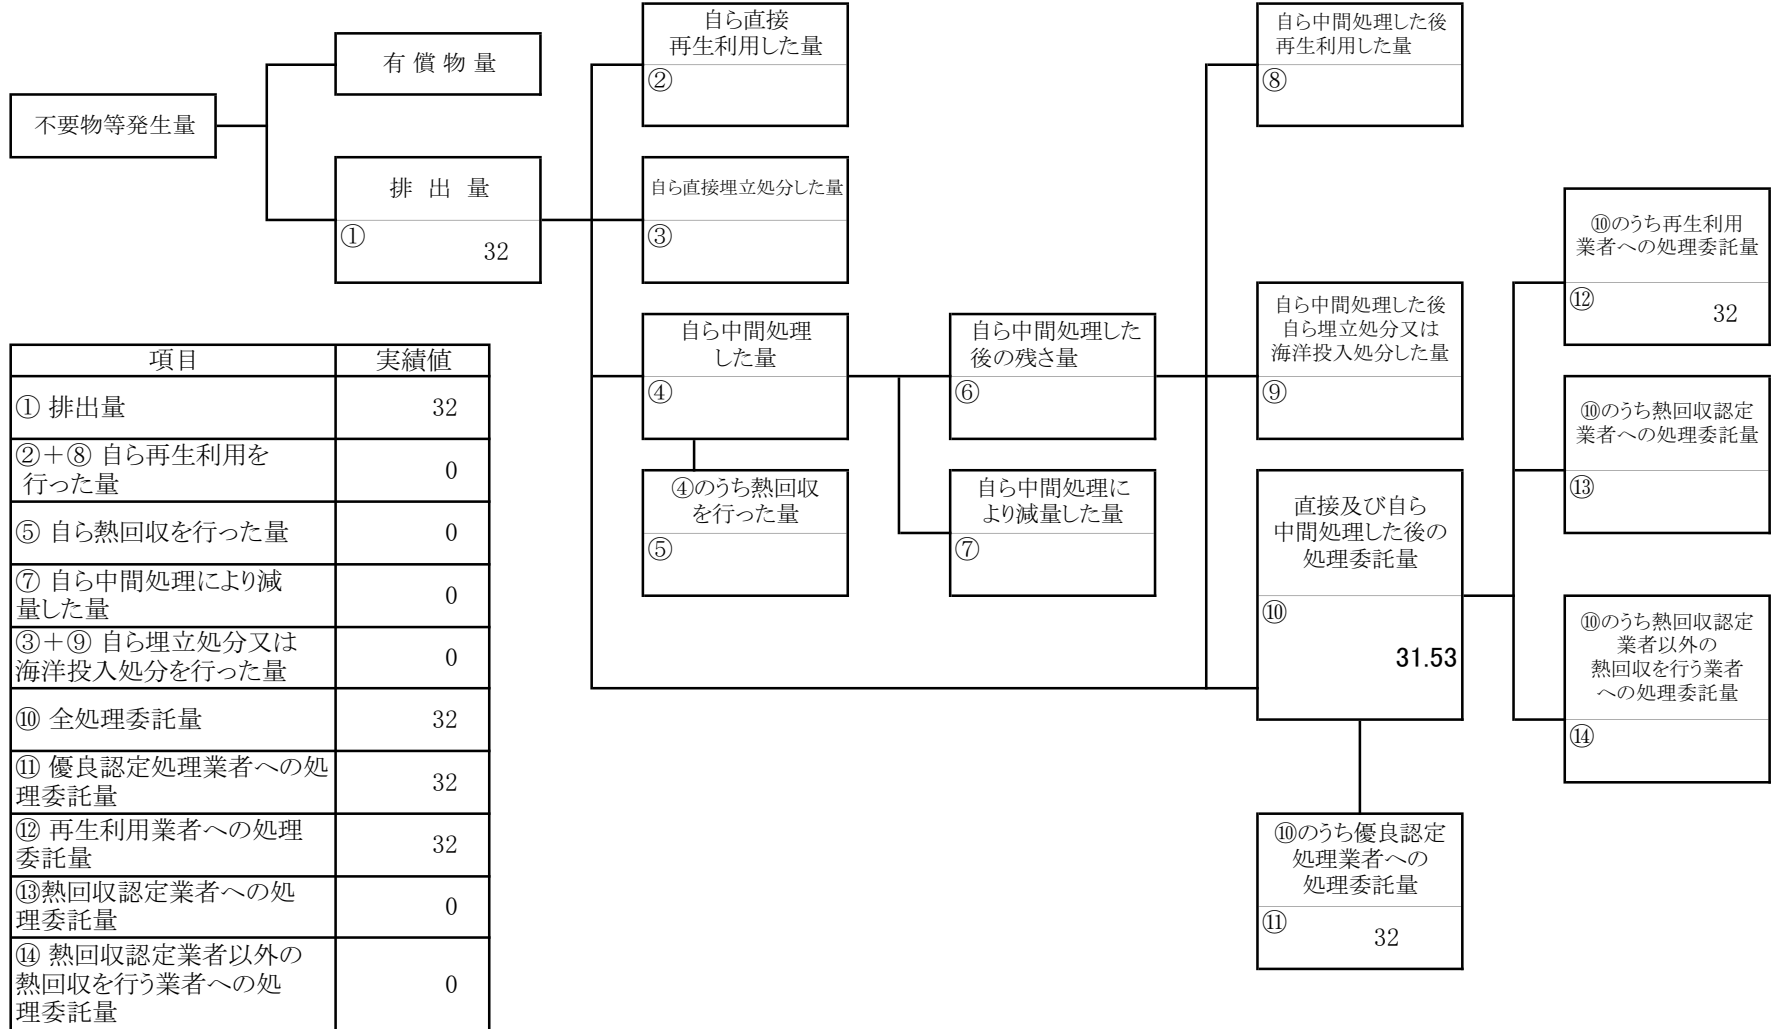 不要物等発生量
有 償 物 量
排 出 量
①
32
自ら直接
再生利用した量
②
自ら直接埋立処分した量
③
自ら中間処理
した量
④
④のうち熱回収
を行った量
⑤
自ら中間処理した
後の残さ量
⑥
自ら中間処理に
より減量した量
⑦
自ら中間処理した後
再生利用した量
⑧
自ら中間処理した後
自ら埋立処分又は
海洋投入処分した量
⑨
直接及び自ら
中間処理した後の
処理委託量
⑩
31.53
⑩のうち優良認定
処理業者への
処理委託量
⑪
32
⑩のうち再生利用
業者への処理委託量
⑫
32
⑩のうち熱回収認定
業者への処理委託量
⑬
⑩のうち熱回収認定
業者以外の
熱回収を行う業者
への処理委託量
⑭
項目 実績値
① 排出量 32
②＋⑧ 自ら再生利用を
行った量 0
⑤ 自ら熱回収を行った量 0
⑦ 自ら中間処理により減
量した量 0
③＋⑨ 自ら埋立処分又は
海洋投入処分を行った量 0
⑩ 全処理委託量 32
⑪ 優良認定処理業者への処
理委託量 32
⑫ 再生利用業者への処理
委託量 32
⑬熱回収認定業者への処
理委託量 0
⑭ 熱回収認定業者以外の
熱回収を行う業者への処
理委託量 0